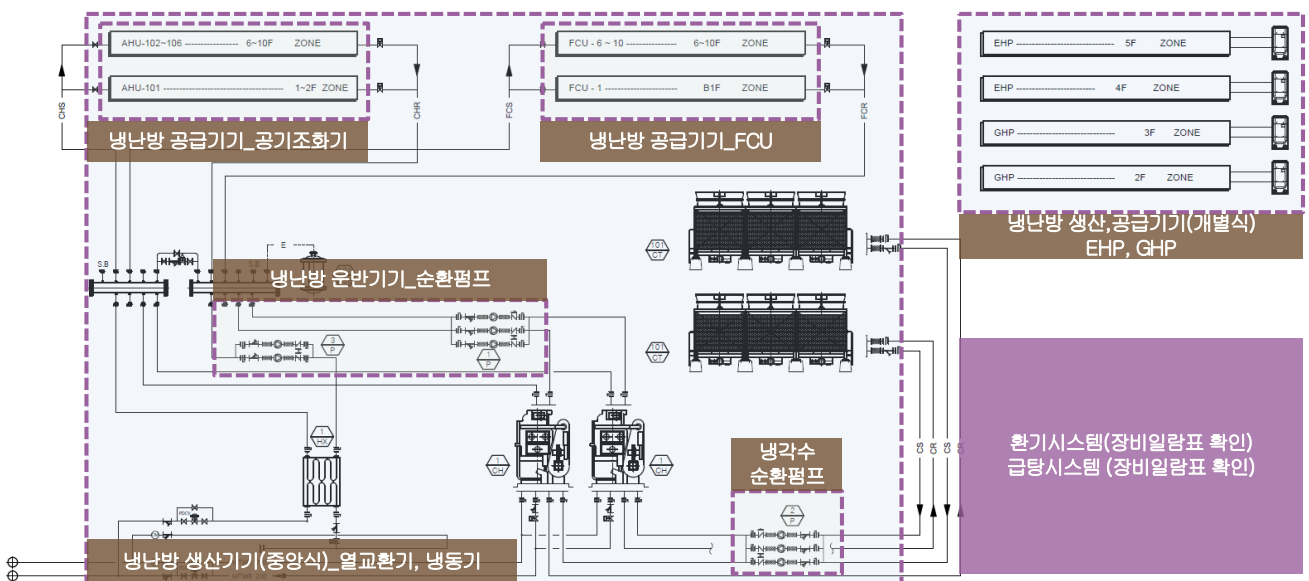 AHU-102~106 ----------------- 6~10F ZONE
AHU-101 ------------------------------------- 1~2F ZONE
FCU - 6 ~ 10 ------------------------- 6~10F ZONE
FCU - 1 ----------------------------------- B1F ZONE
EHP ------------------------------- 5F ZONE
EHP ---------------------------- 4F ZONE
GHP ------------------------------- 3F ZONE
GHP ------------------------------- 2F ZONE
CHS
CHR
FCS
FCR
냉난방 공급기기_공기조화기
냉난방 공급기기_FCU
냉난방 생산,공급기기(개별식)
EHP, GHP
101
CT
S.B
S.B
E
냉난방 운반기기_순환펌프
3
P
1
P
101
CT
1
HX
1
CH
1
CH
냉각수
순환펌프
2
P
CS
CR
CS
CR
환기시스템(장비일람표 확인)
급탕시스템 (장비일람표 확인)
냉난방 생산기기(중앙식)_열교환기, 냉동기